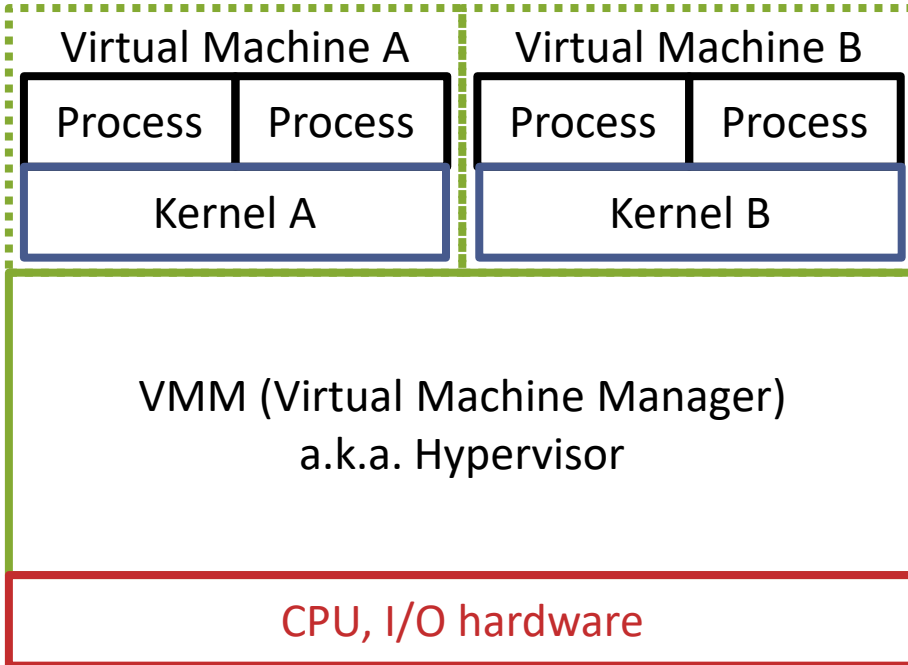 Virtual Machine A
Virtual Machine B
Process
Process
Process
Process
Kernel A
Kernel B
VMM (Virtual Machine Manager)
a.k.a. Hypervisor
CPU, I/O hardware